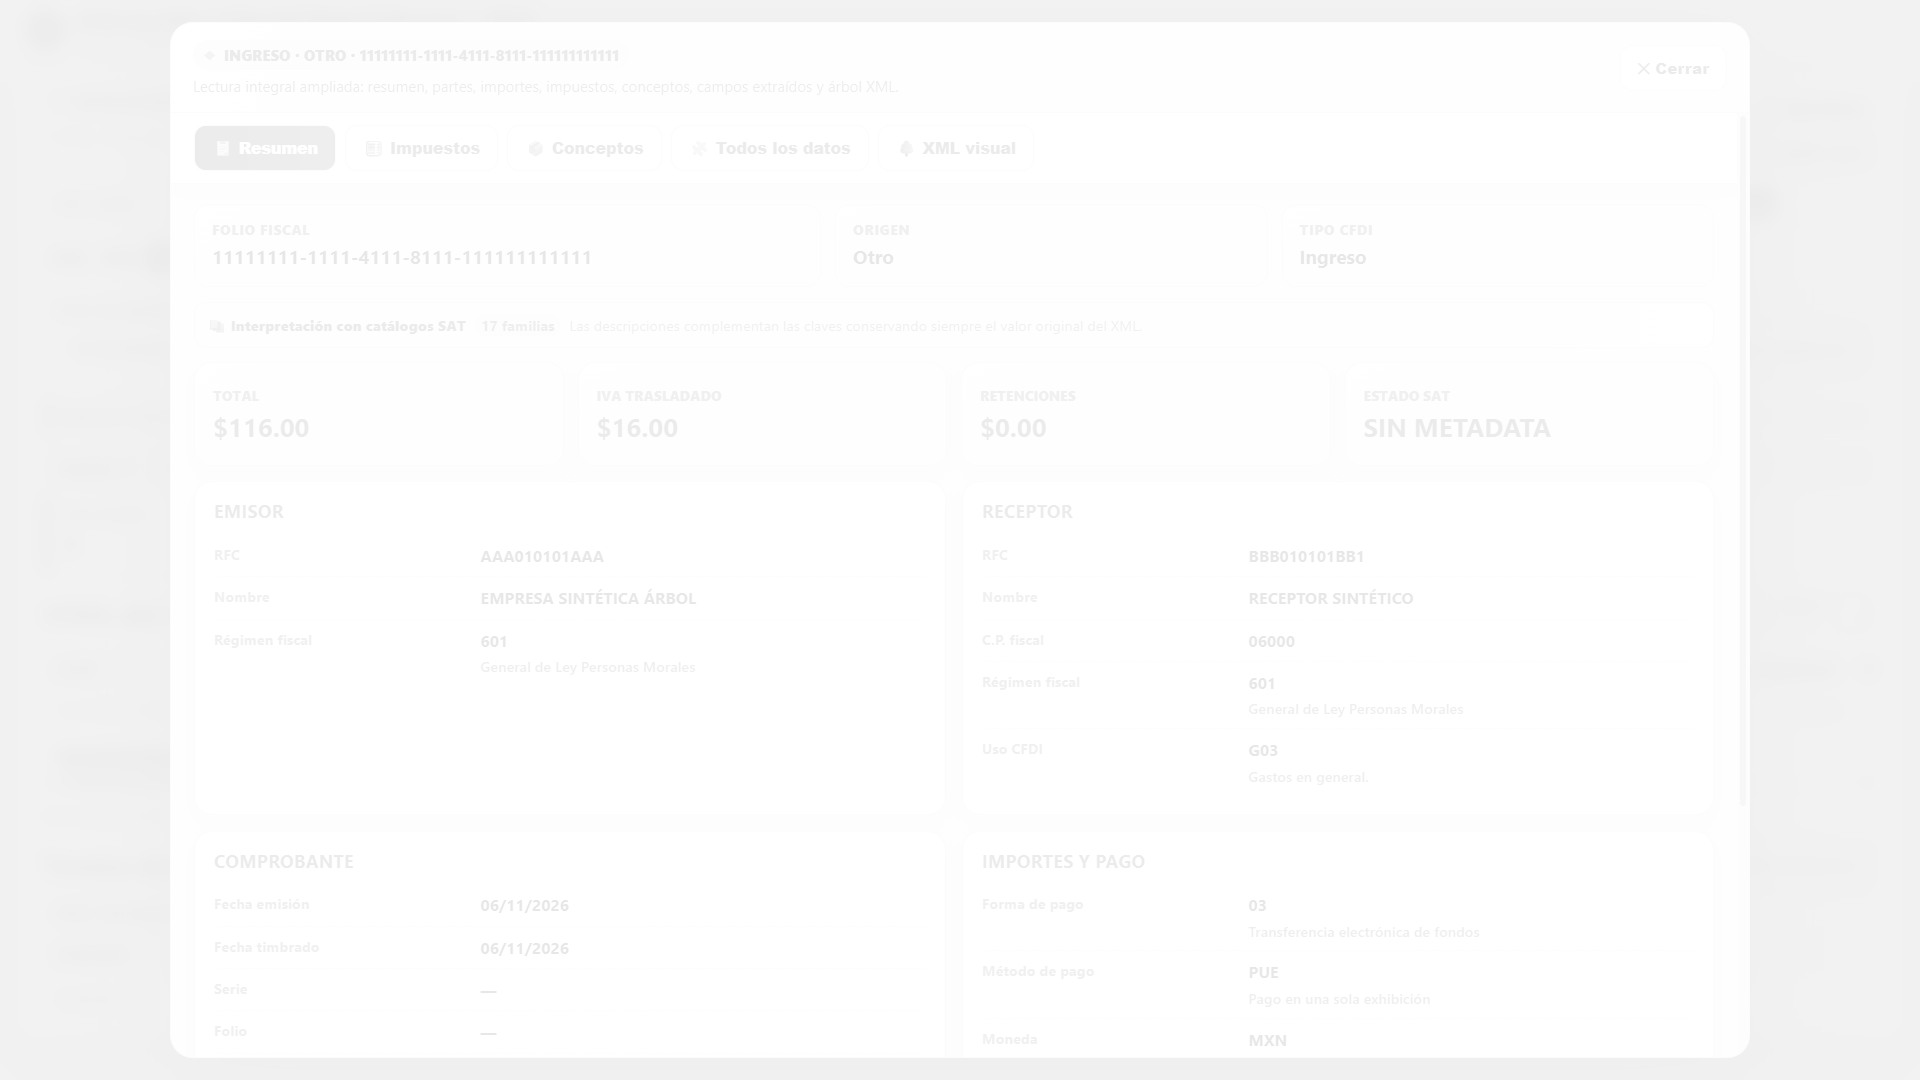 INGRESO · OTRO · 11111111-1111-4111-8111-111111111111
Lectura integral ampliada: resumen, partes, importes, impuestos, conceptos, campos extraídos y árbol XML.
✕ Cerrar
Resumen
Impuestos
Conceptos
Todos los datos
XML visual
FOLIO FISCAL
11111111-1111-4111-8111-111111111111
ORIGEN
Otro
TIPO CFDI
Ingreso
Interpretación con catálogos SAT 17 familias Las descripciones complementan las claves conservando siempre el valor original del XML.
TOTAL
$116.00
IVA TRASLADADO
$16.00
RETENCIONES
$0.00
ESTADO SAT
SIN METADATA
EMISOR
RFC AAA010101AAA
Nombre EMPRESA SINTÉTICA ÁRBOL
Régimen fiscal 601
General de Ley Personas Morales
RECEPTOR
RFC BBB010101BB1
Nombre RECEPTOR SINTÉTICO
C.P. fiscal 06000
Régimen fiscal 601
General de Ley Personas Morales
Uso CFDI G03
Gastos en general.
COMPROBANTE
Fecha emisión 06/11/2026
Fecha timbrado 06/11/2026
Serie —
Folio —
IMPORTES Y PAGO
Forma de pago 03
Transferencia electrónica de fondos
Método de pago PUE
Pago en una sola exhibición
Moneda MXN